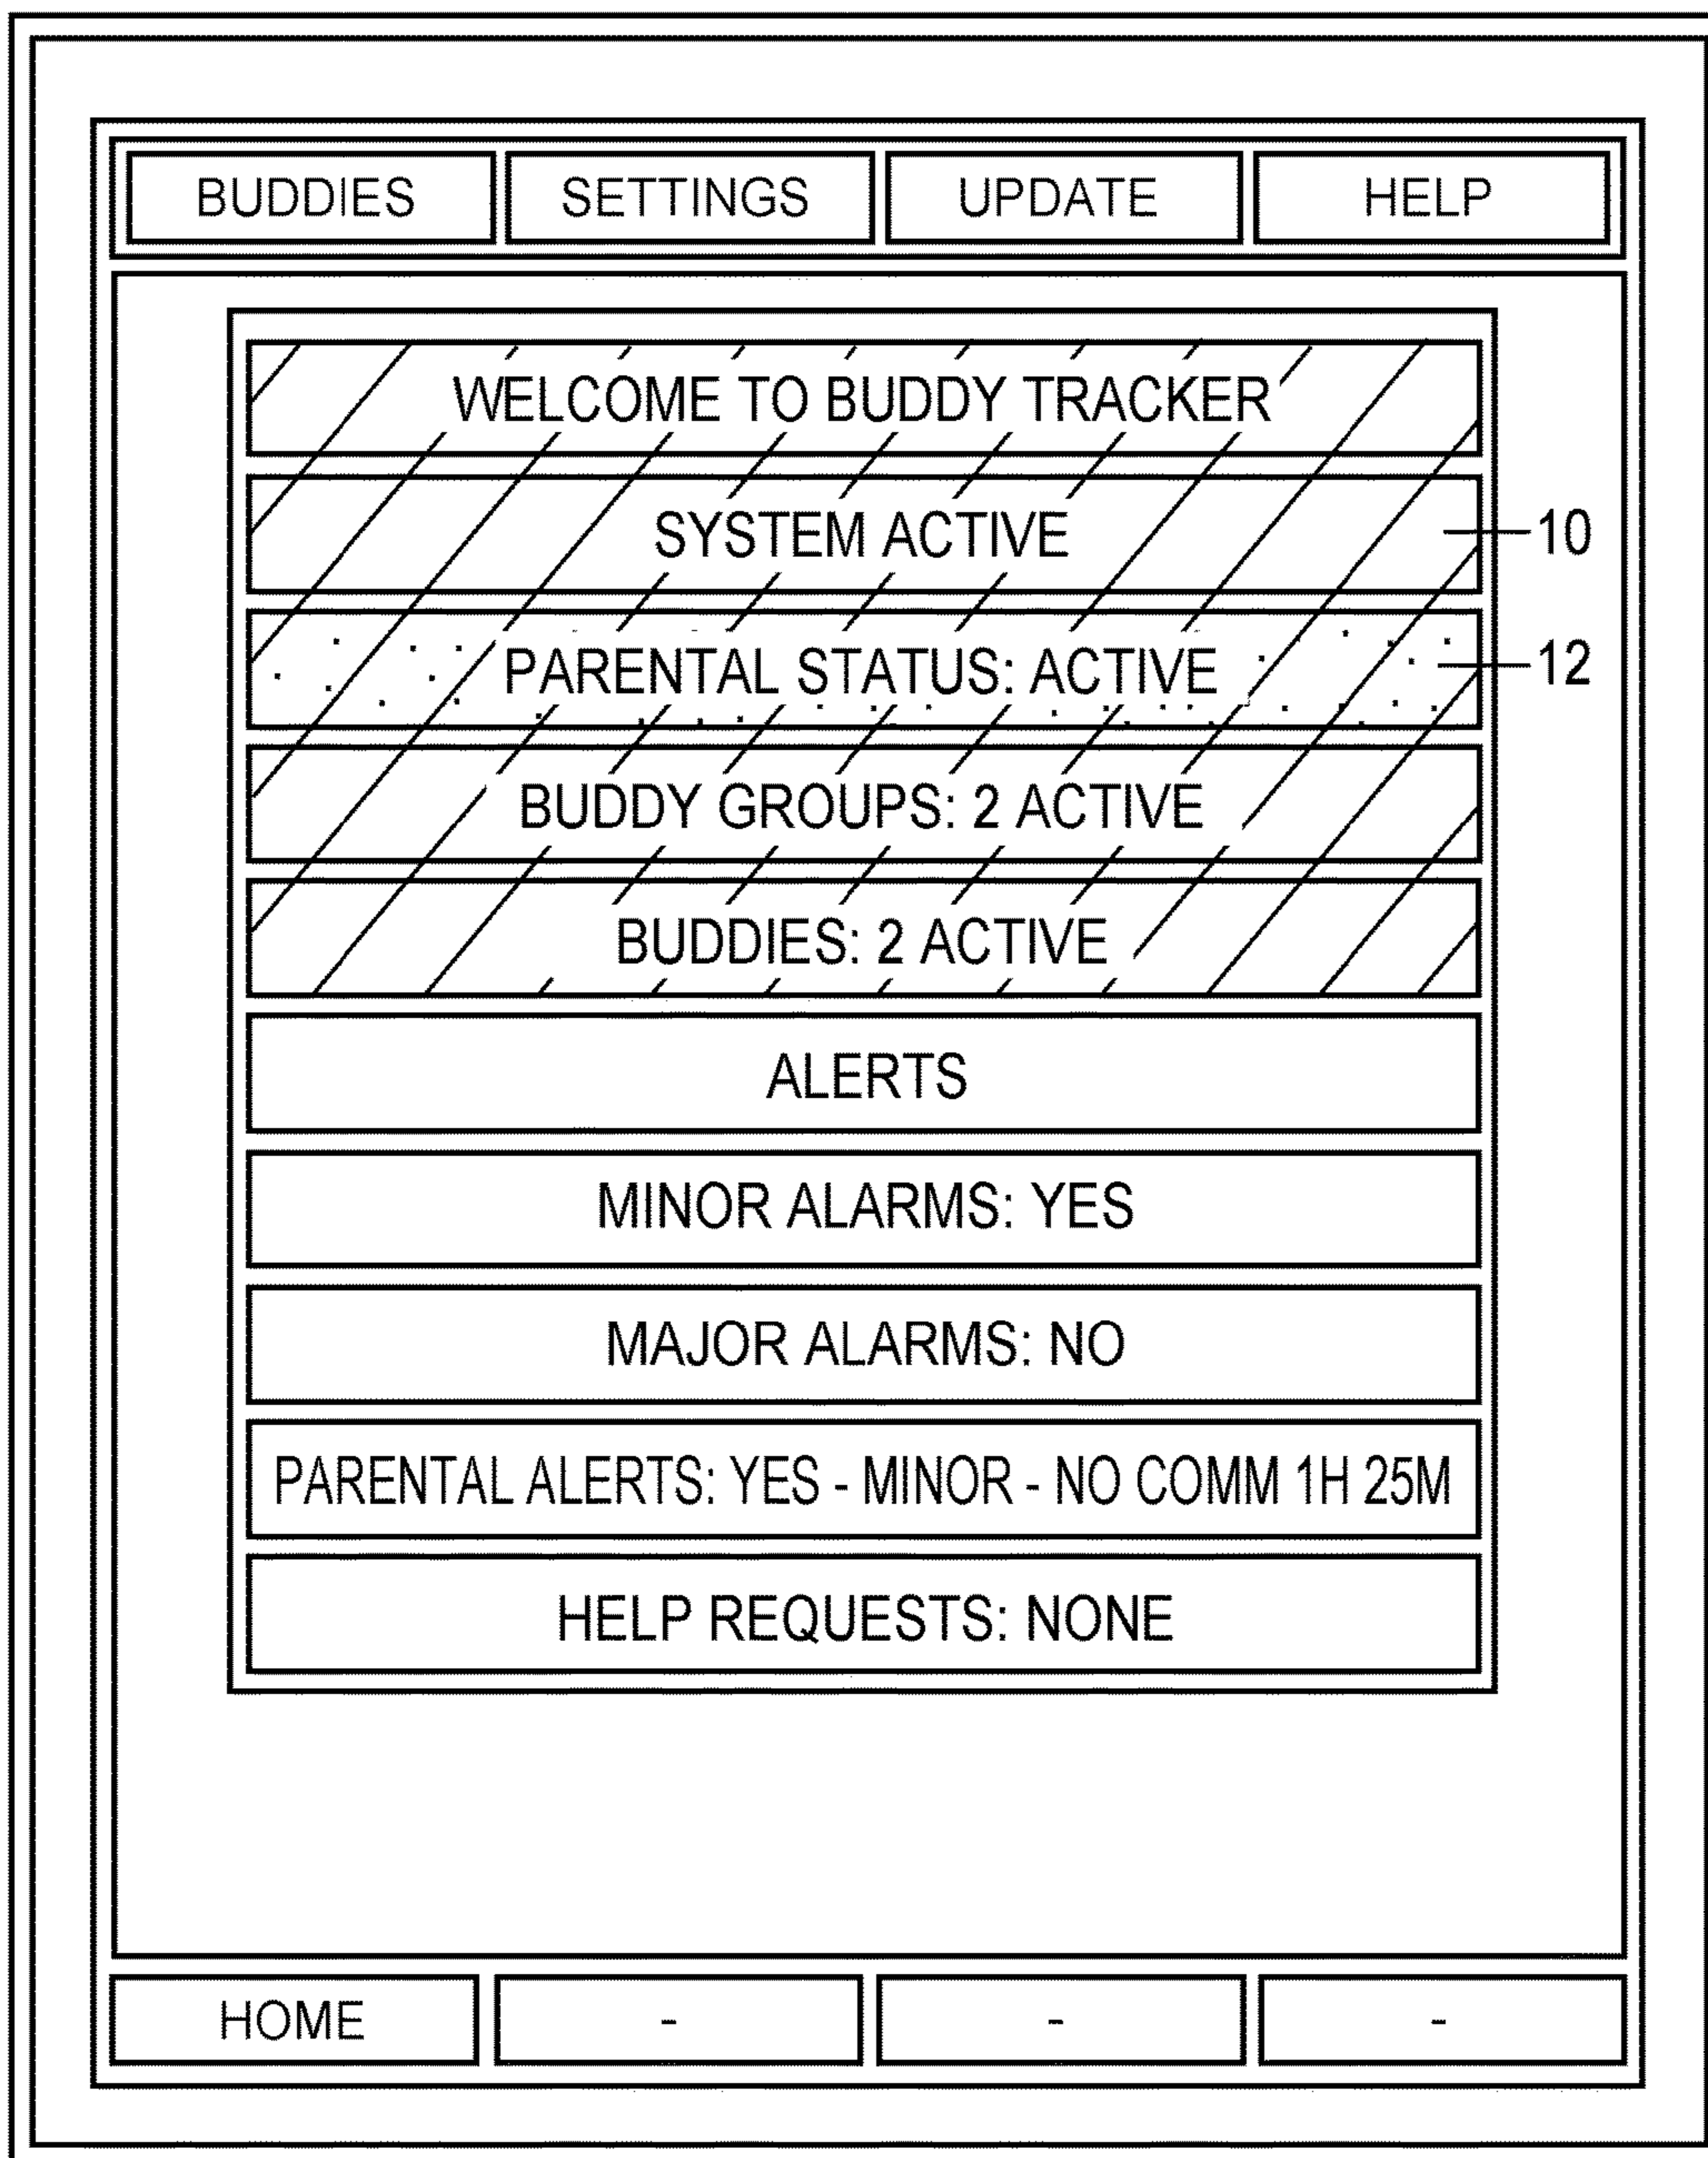 BUDDIES SETTINGS UPDATE HELP
WELCOME TO BUDDY TRACKER
SYSTEM ACTIVE 10
PARENTAL STATUS: ACTIVE 12
BUDDY GROUPS: 2 ACTIVE
BUDDIES: 2 ACTIVE
ALERTS
MINOR ALARMS: YES
MAJOR ALARMS: NO
PARENTAL ALERTS: YES - MINOR - NO COMM 1H 25M
HELP REQUESTS: NONE
HOME - - -